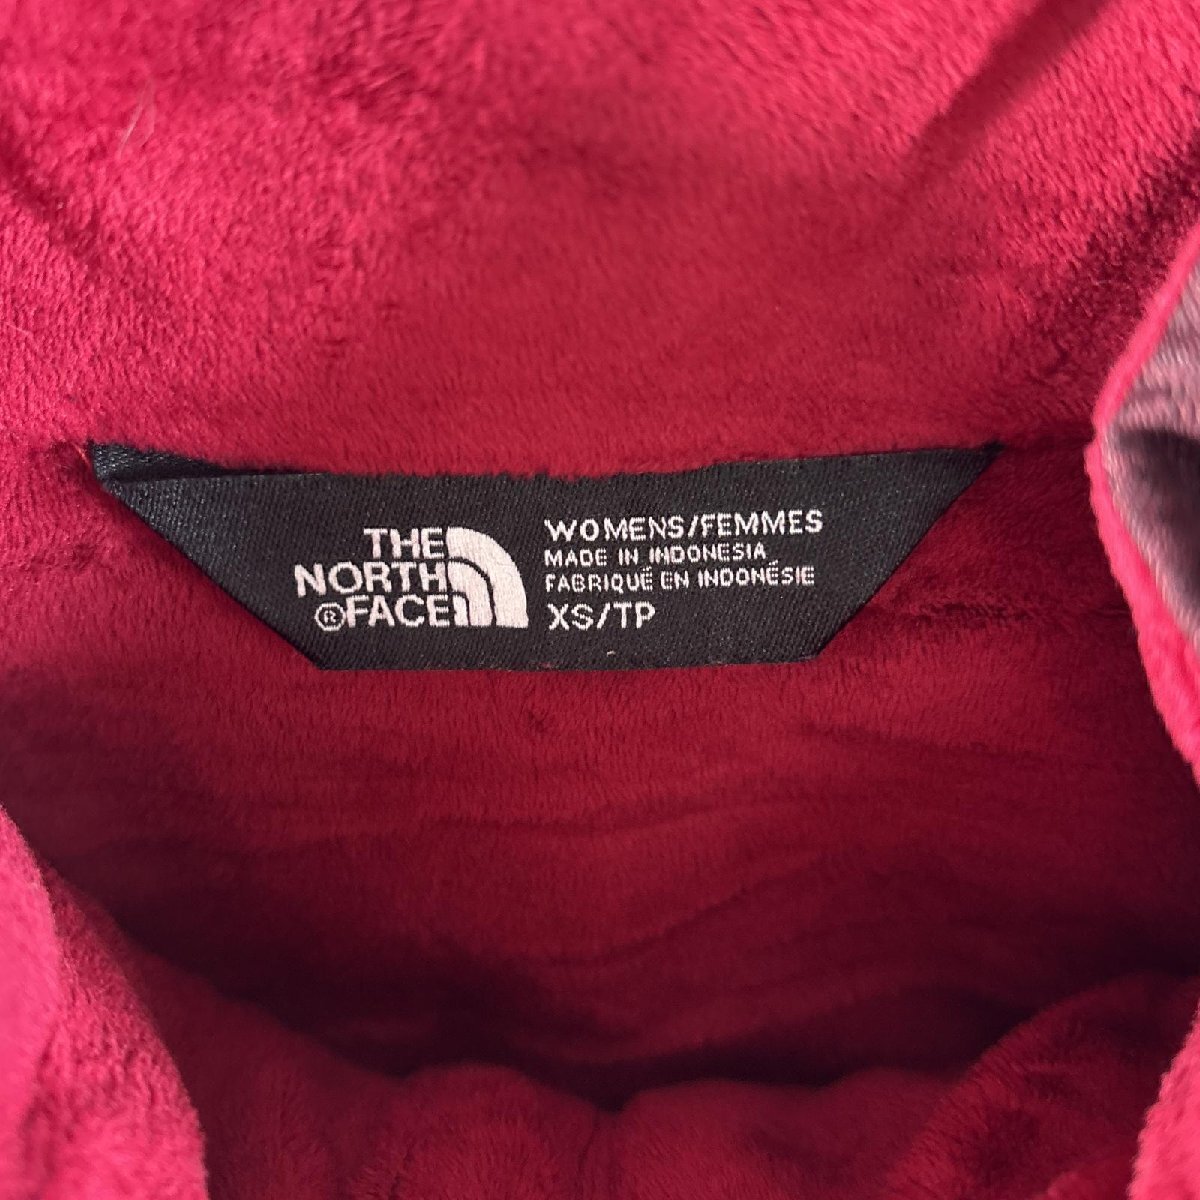 THE
NORTH
®FACE
WOMENS/FEMMES
MADE IN INDONESIA
FABRIQUÉ EN INDONÉSIE
XS/TP